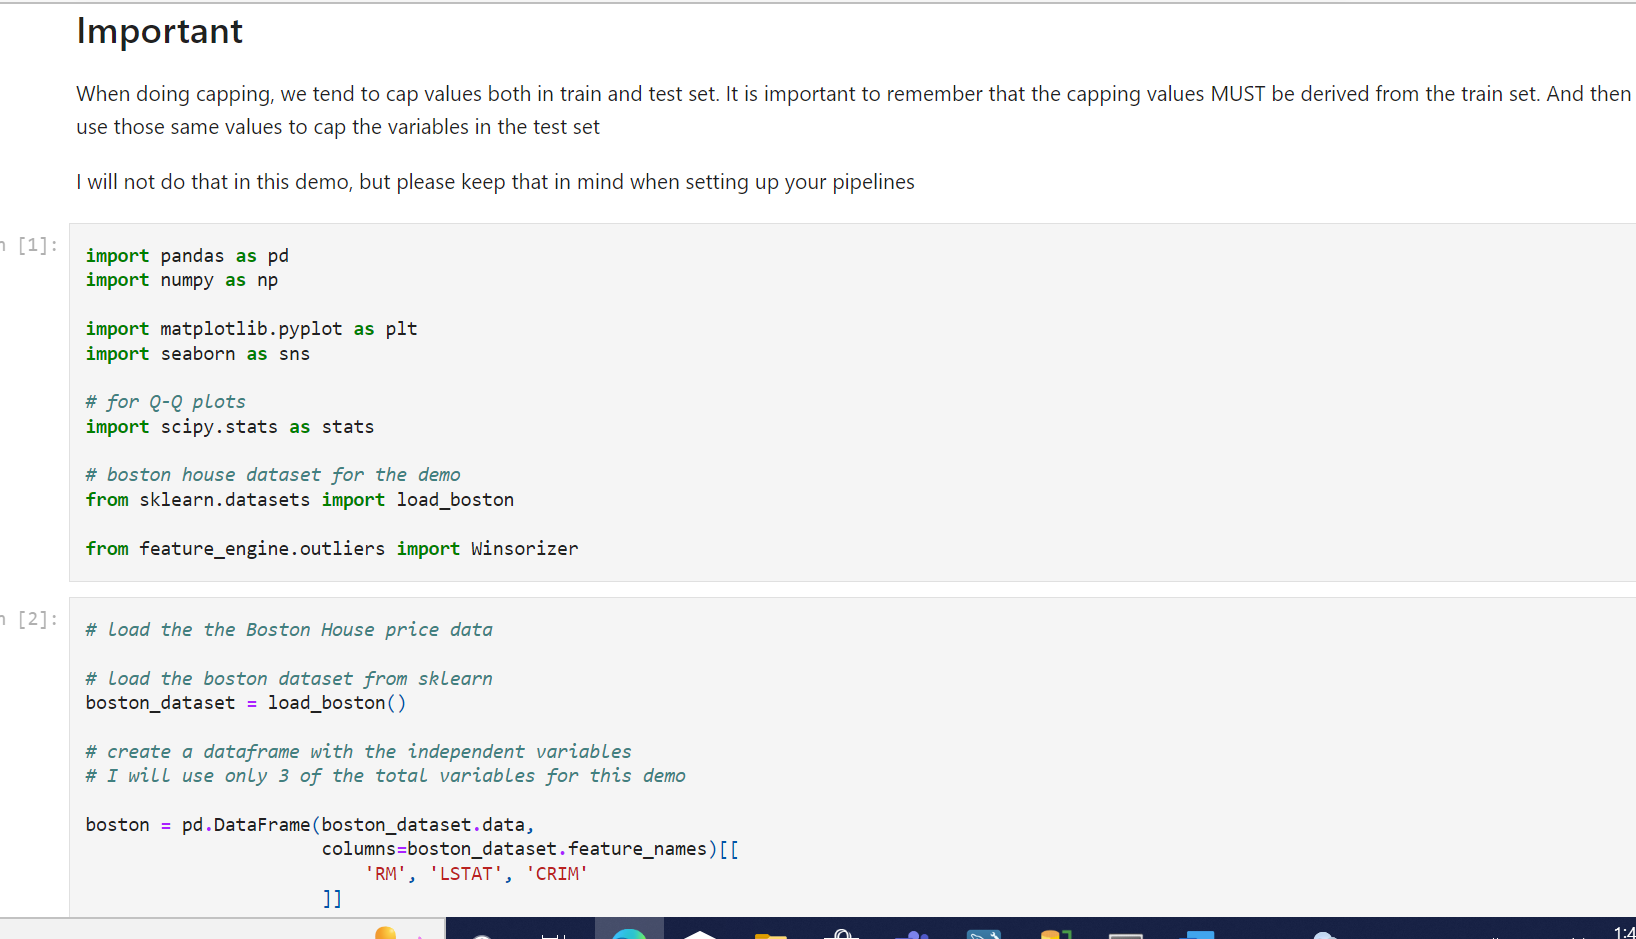 Important
When doing capping, we tend to cap values both in train and test set. It is important to remember that the capping values MUST be derived from the train set. And then
use those same values to cap the variables in the test set
I will not do that in this demo, but please keep that in mind when setting up your pipelines
[1]:
import pandas as pd
import numpy as np
import matplotlib.pyplot as plt
import seaborn as sns
# for Q-Q plots
import scipy.stats as stats
# boston house dataset for the demo
from sklearn.datasets import load_boston
from feature_engine.outliers import Winsorizer
[2]:
# load the the Boston House price data
# load the boston dataset from sklearn
boston_dataset = load_boston()
# create a dataframe with the independent variables
# I will use only 3 of the total variables for this demo
boston = pd.DataFrame(boston_dataset.data,
columns=boston_dataset.feature_names)[[
'RM', 'LSTAT', 'CRIM'
]]